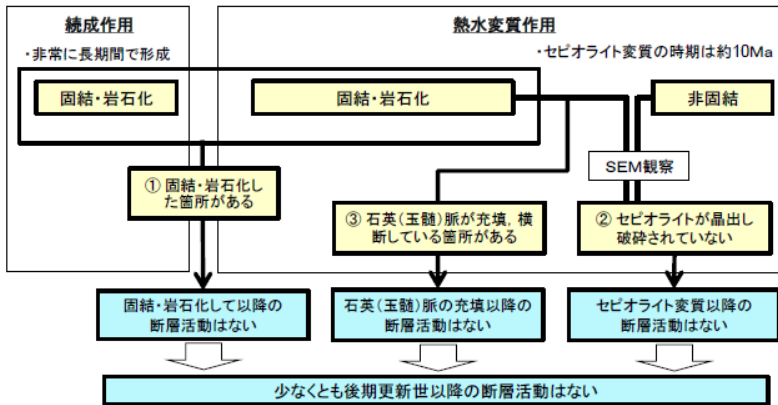 続成作用
熱水変質作用
・非常に長期間で形成
・セピオライト変質の時期は約10Ma
固結・岩石化
固結・岩石化
非固結
SEM観察
① 固結・岩石化し
た箇所がある
③ 石英(玉髄)脈が充填，横
断している箇所がある
② セピオライトが晶出し
破砕されていない
固結・岩石化して以降の
断層活動はない
石英(玉髄)脈の充填以降の
断層活動はない
セピオライト変質以降の
断層活動はない
少なくとも後期更新世以降の断層活動はない